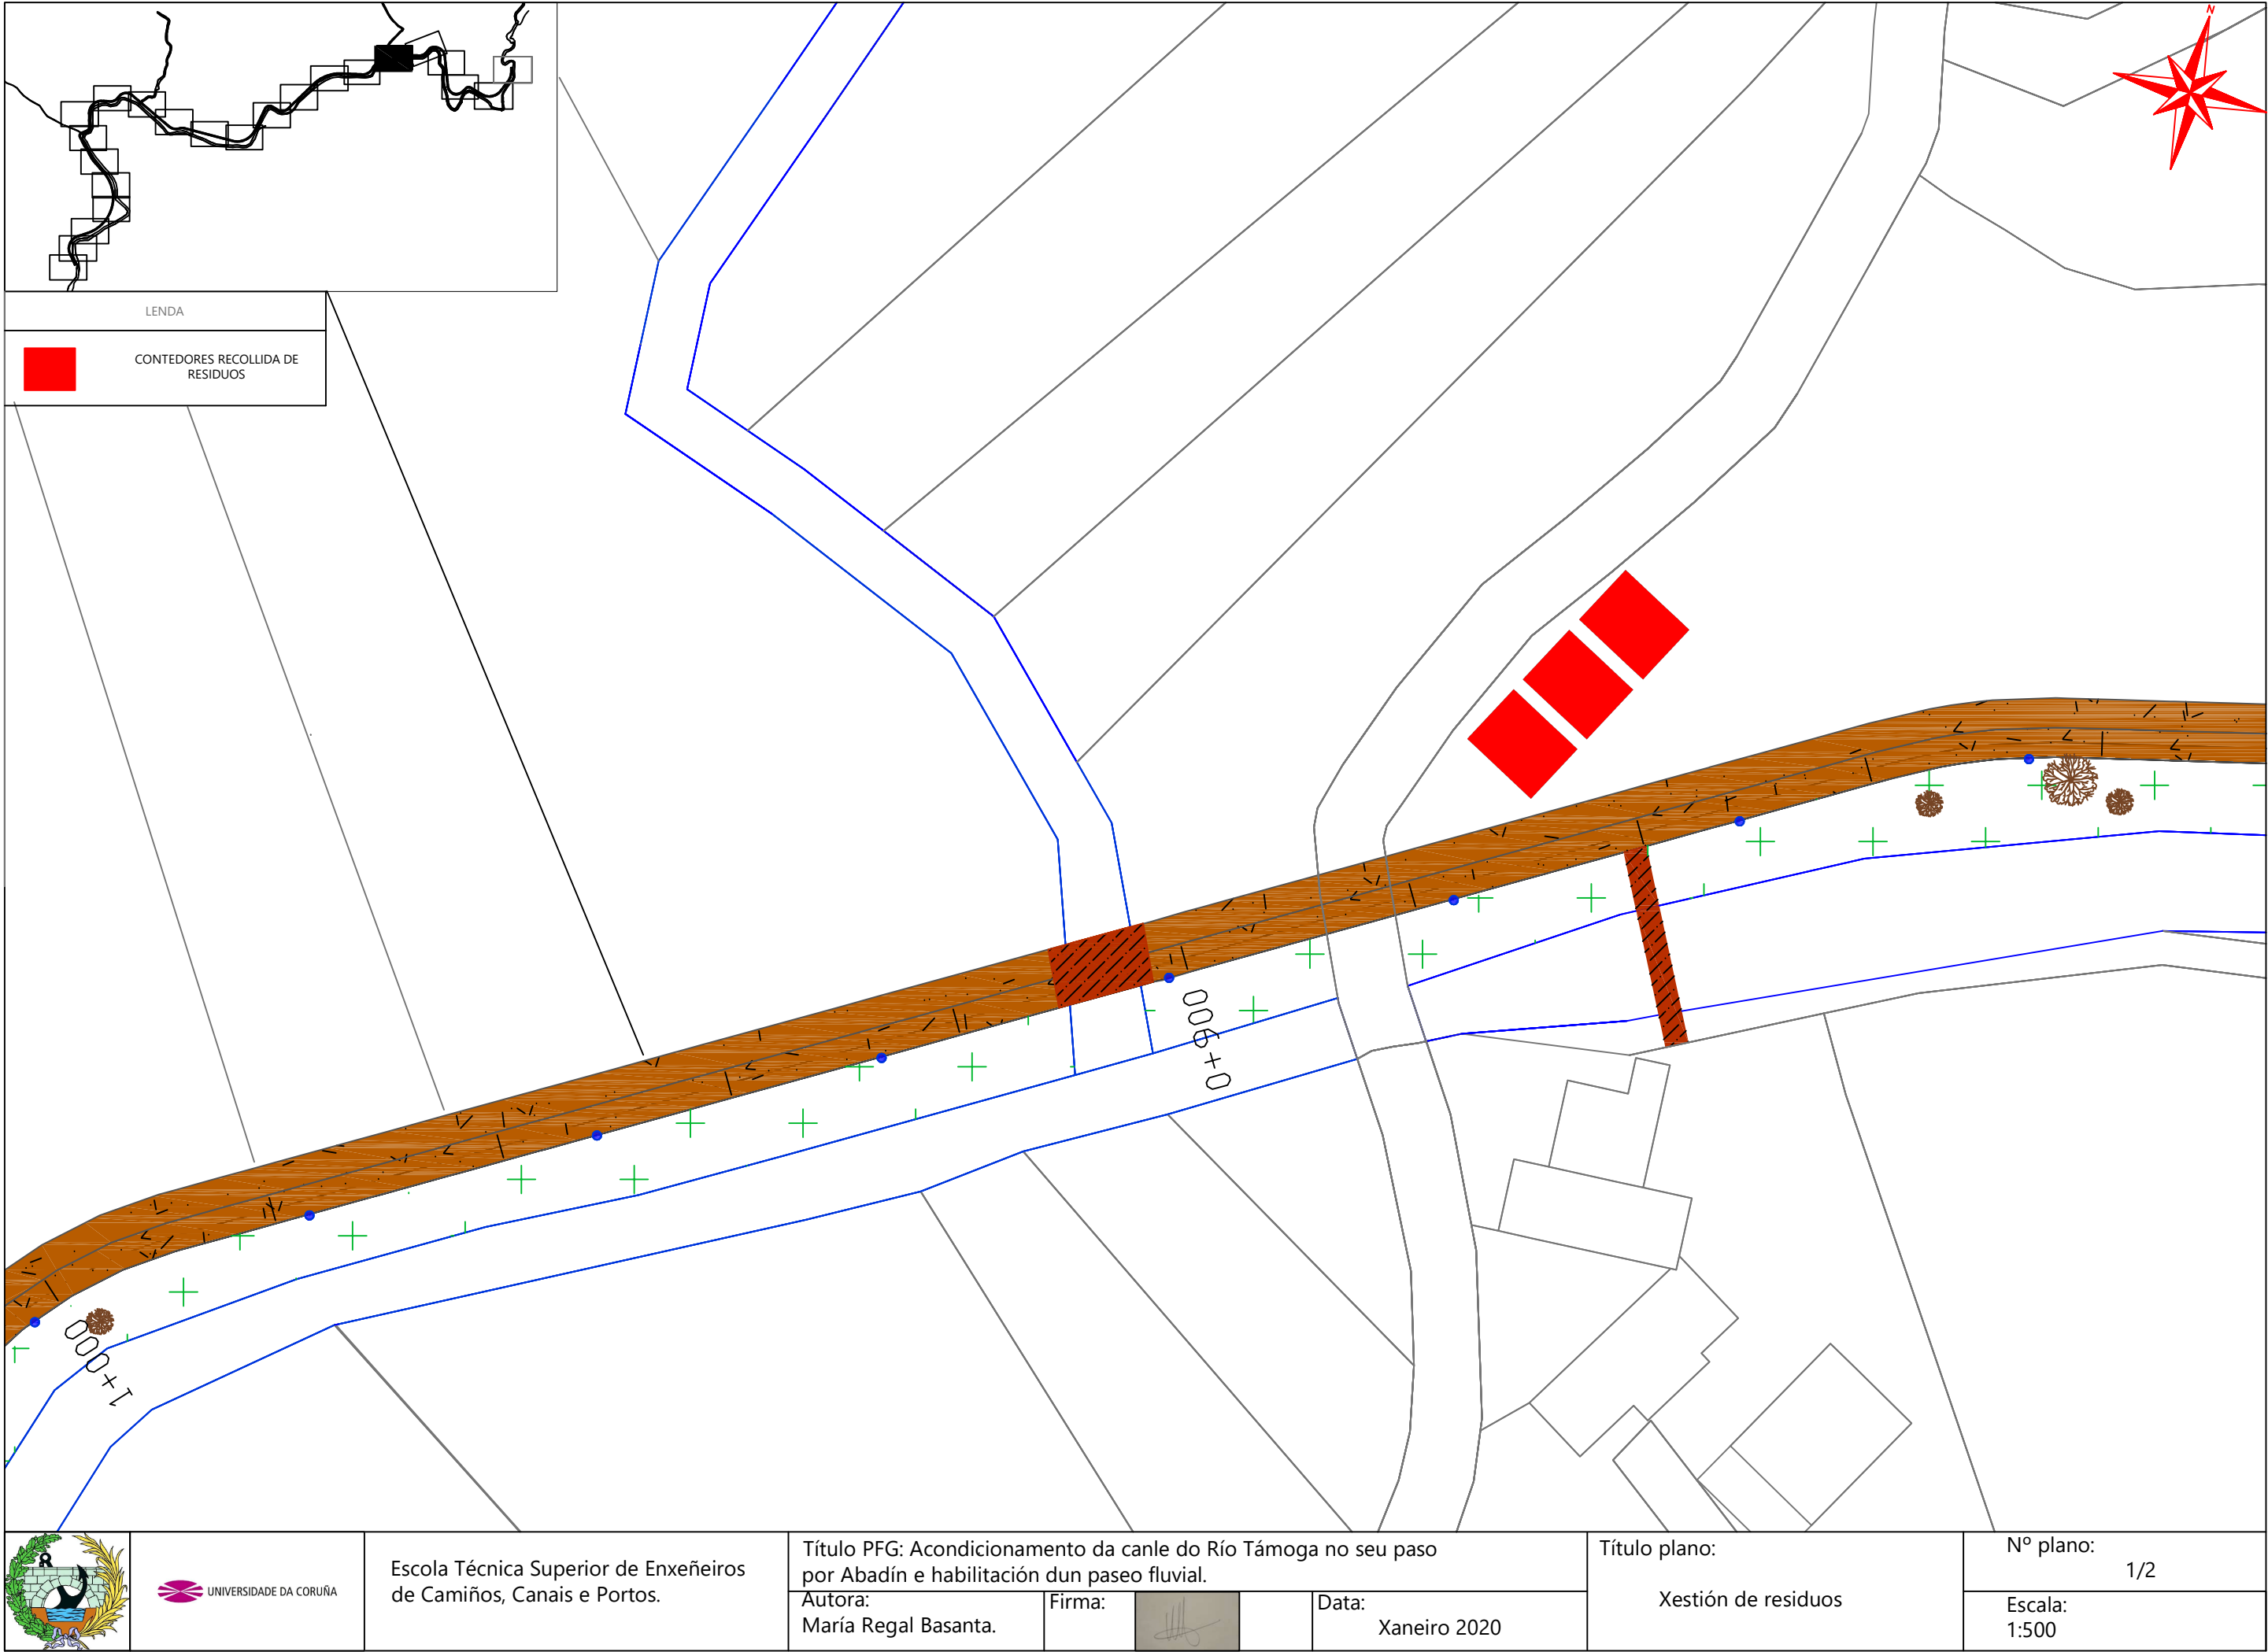 N
LENDA
CONTEDORES RECOLLIDA DE
RESIDUOS
0+900
1+000
UNIVERSIDADE DA CORUÑA
Escola Técnica Superior de Enxeñeiros
de Camiños, Canais e Portos.
Título PFG: Acondicionamento da canle do Río Támoga no seu paso
por Abadín e habilitación dun paseo fluvial.
Autora:
María Regal Basanta.
Firma:
Data:
Xaneiro 2020
Título plano:
Xestión de residuos
Nº plano:
1/2
Escala:
1:500